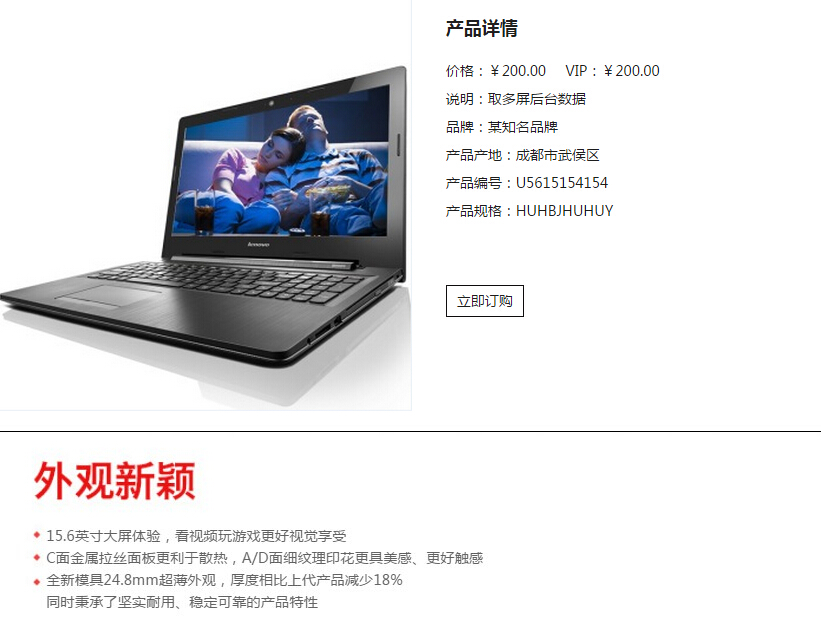 产品详情
价格：￥200.00 VIP：￥200.00
说明：取多屏后台数据
品牌：某知名品牌
产品产地：成都市武侯区
产品编号：U5615154154
产品规格：HUHBJHUHUY
lenovo
立即订购
外观新颖
15.6英寸大屏体验，看视频玩游戏更好视觉享受
C面金属拉丝面板更利于散热，A/D面细纹理印花更具美感、更好触感
全新模具24.8mm超薄外观，厚度相比上代产品减少18%
同时秉承了坚实耐用、稳定可靠的产品特性